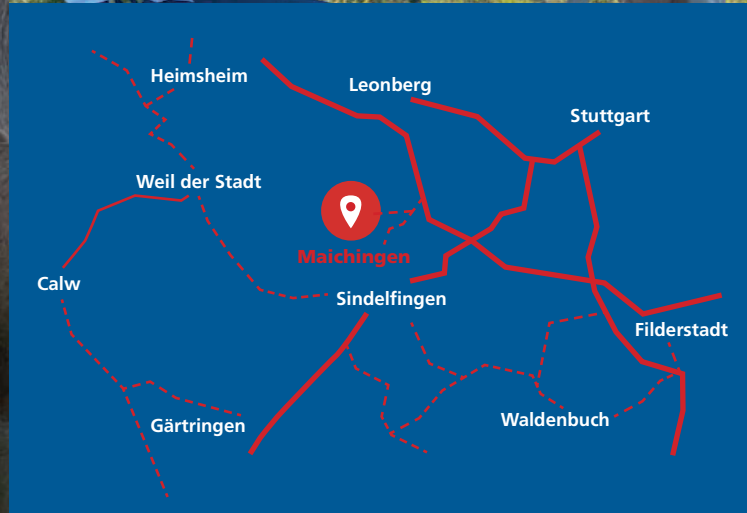 Heimsheim
Leonberg
Stuttgart
Weil der Stadt
Maichingen
Calw
Sindelfingen
Filderstadt
Gärtringen
Waldenbuch